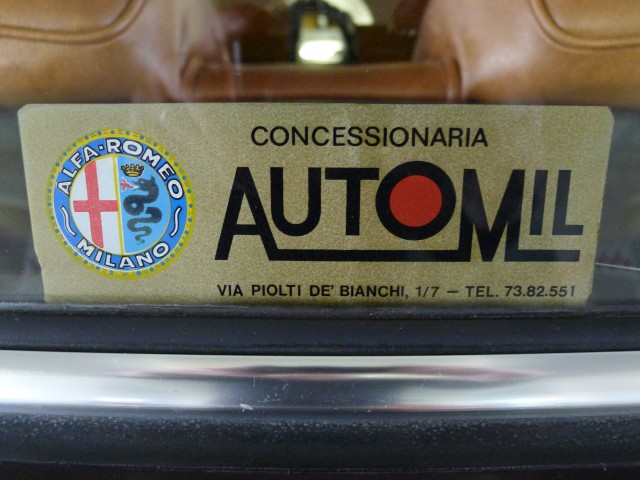 ALFA-ROMEO
MILANO
CONCESSIONARIA
AUTOMIL
VIA PIOLTI DE' BIANCHI, 1/7 — TEL. 73.82.551